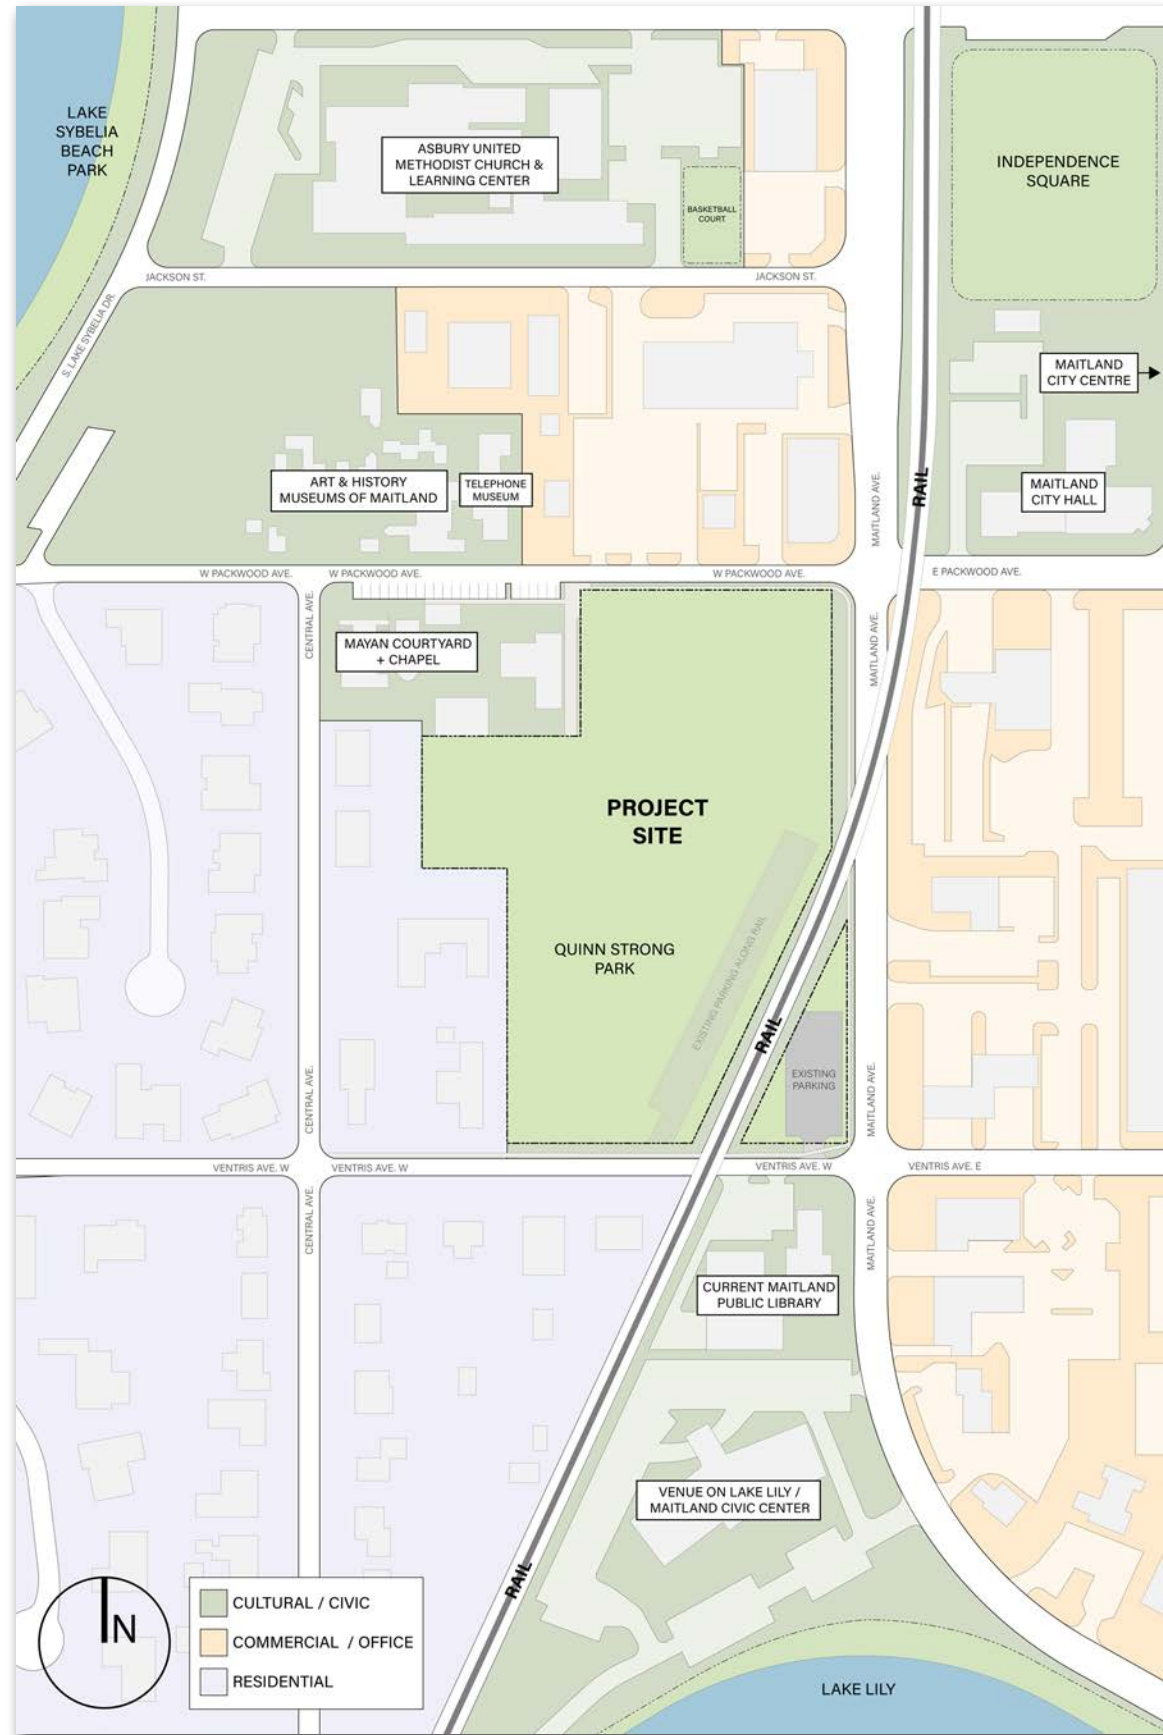 LAKE
SYBELIA
BEACH
PARK
ASBURY UNITED
METHODIST CHURCH &
LEARNING CENTER
BASKETBALL
COURT
INDEPENDENCE
SQUARE
JACKSON ST.
JACKSON ST.
S. LAKE SYBELIA DR.
MAITLAND
CITY CENTRE
ART & HISTORY
MUSEUMS OF MAITLAND
TELEPHONE
MUSEUM
MAITLAND AVE.
RAIL
MAITLAND
CITY HALL
W PACKWOOD AVE.
W PACKWOOD AVE.
W PACKWOOD AVE.
E PACKWOOD AVE.
CENTRAL AVE.
MAYAN COURTYARD
+ CHAPEL
MAITLAND AVE.
PROJECT
SITE
QUINN STRONG
PARK
EXISTING PARKING ALONG RAIL
RAIL
EXISTING
PARKING
CENTRAL AVE.
MAITLAND AVE.
VENTRIS AVE. W
VENTRIS AVE. W
VENTRIS AVE. W
VENTRIS AVE. E
CENTRAL AVE.
MAITLAND AVE.
CURRENT MAITLAND
PUBLIC LIBRARY
VENUE ON LAKE LILY /
MAITLAND CIVIC CENTER
RAIL
N
CULTURAL / CIVIC
COMMERCIAL / OFFICE
RESIDENTIAL
LAKE LILY